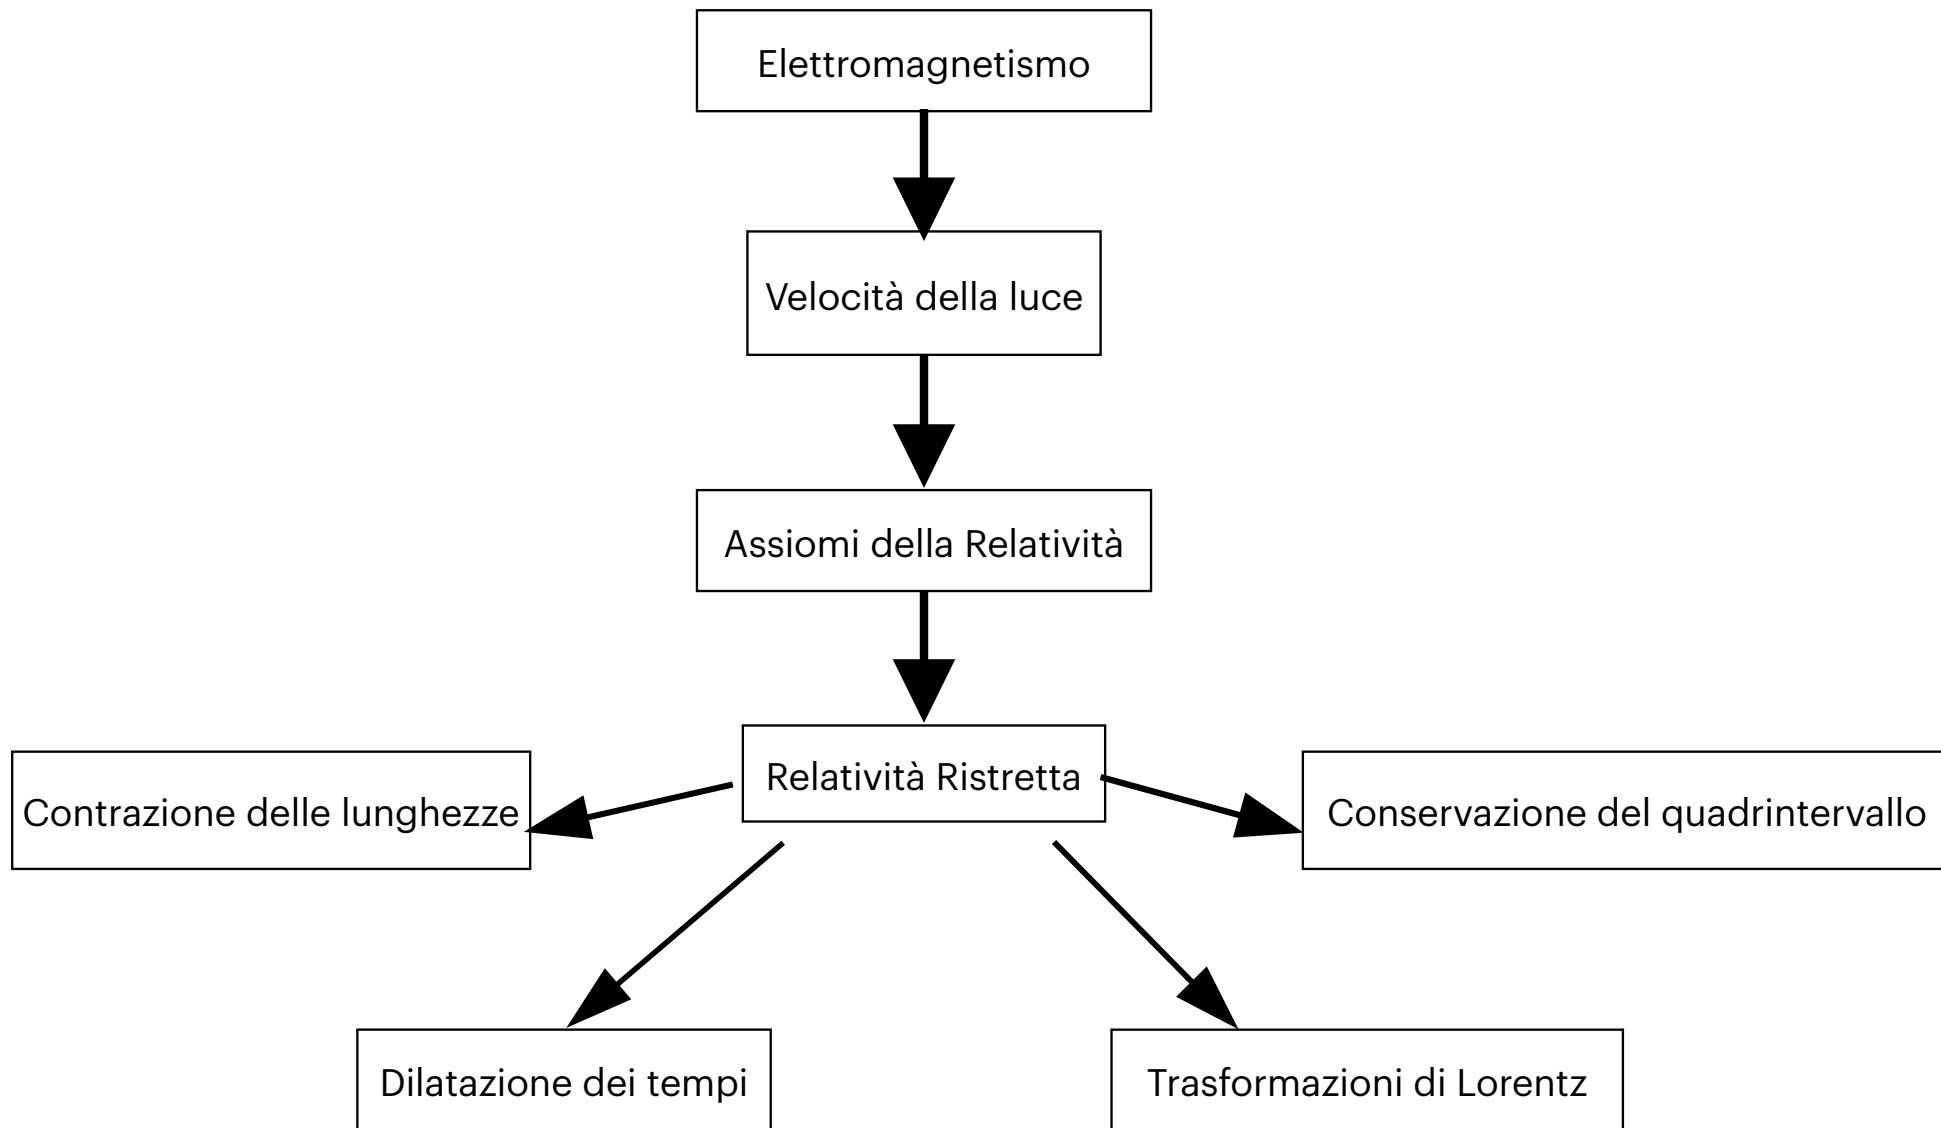 Elettromagnetismo
Velocità della luce
Assiomi della Relatività
Relatività Ristretta
Contrazione delle lunghezze
Conservazione del quadrintervallo
Dilatazione dei tempi
Trasformazioni di Lorentz